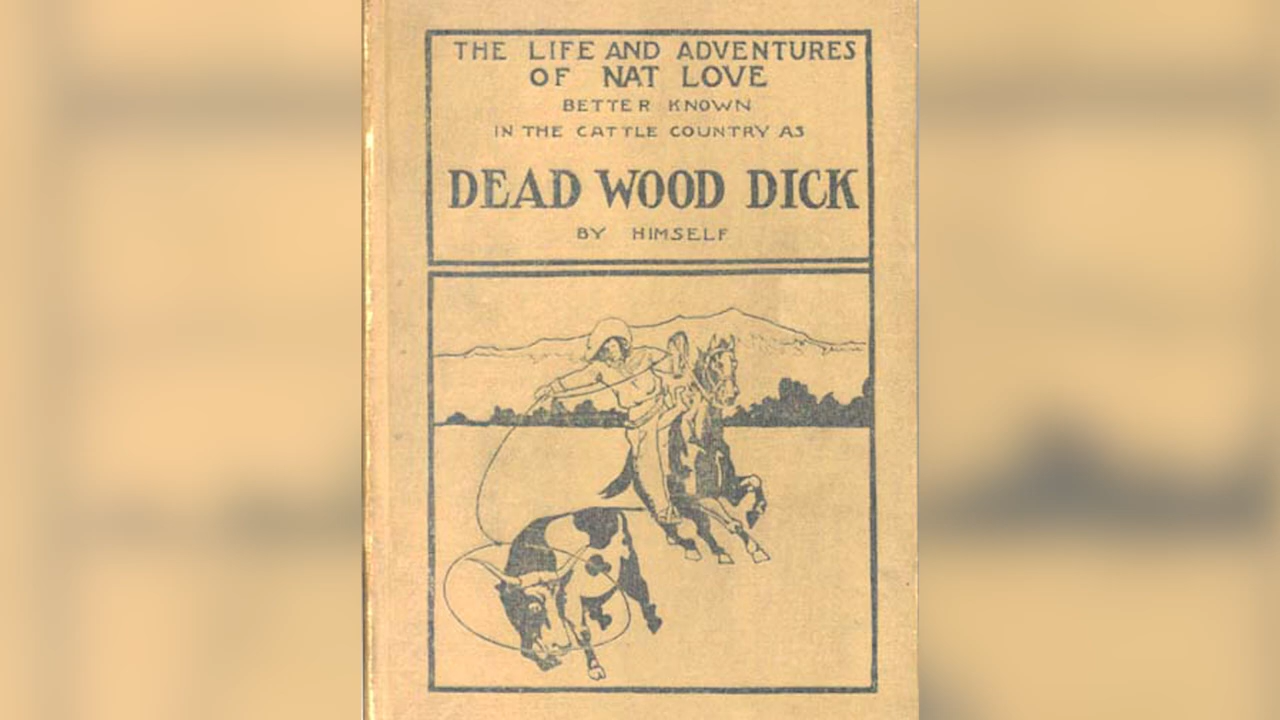 THE LIFE AND ADVENTURES
OF NAT LOVE
BETTER KNOWN
IN THE CATTLE COUNTRY AS
DEAD WOOD DICK
BY HIMSELF